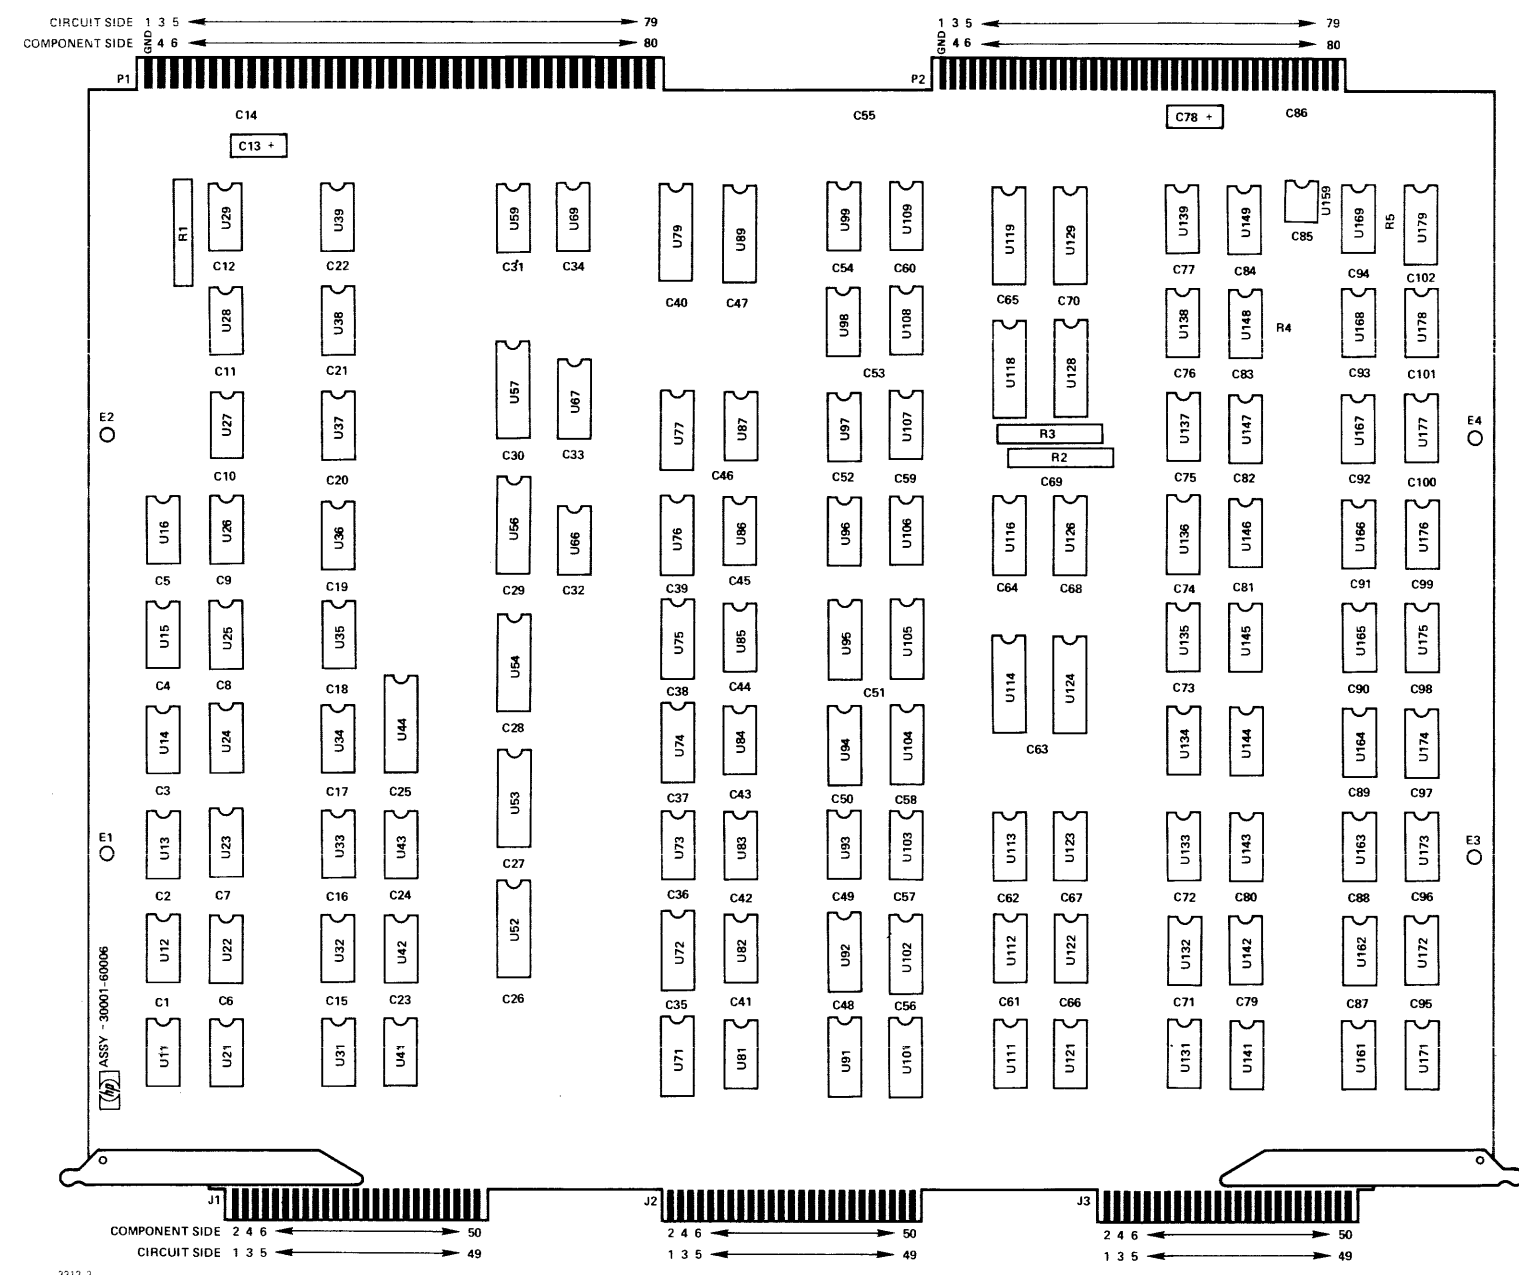 CIRCUIT SIDE 1 3 5 79 1 3 5 79
COMPONENT SIDE GND 4 6 80 GND 4 6 80
P1 P2
C14 C55 C78 + C86
C13 +
R1 U29 U39 U59 U69 U79 U89 U99 U109 U119 U129 U139 U149 U159 U169 R5 U179
C85
C12 C22 C31 C34 C54 C60 C77 C84 C94 C102
C40 C47 C65 C70
U28 U38 U98 U108 U138 U148 R4 U168 U178
C11 C21 C53 U118 U128 C76 C83 C93 C101
U57 U67
E2 U27 U37 U77 U87 U97 U107 R3 U137 U147 U167 U177 E4
C30 C33 R2
C10 C20 C46 C52 C59 C69 C75 C82 C92 C100
U16 U26 U36 U56 U66 U76 U86 U96 U106 U116 U126 U136 U146 U166 U176
C5 C9 C19 C29 C32 C39 C45 C64 C68 C74 C81 C91 C99
U15 U25 U35 U54 U75 U85 U95 U105 U135 U145 U165 U175
C4 C8 C18 C38 C44 C51 U114 U124 C73 C90 C98
U14 U24 U34 U44 C28 U74 U84 U94 U104 C63 U134 U144 U164 U174
C3 C17 C25 U53 C37 C43 C50 C58 C89 C97
E1 U13 U23 U33 U43 C27 U73 U83 U93 U103 U113 U123 U133 U143 U163 U173 E3
C2 C7 C16 C24 C36 C42 C49 C57 C62 C67 C72 C80 C88 C96
U12 U22 U32 U42 U52 U72 U82 U92 U102 U112 U122 U132 U142 U162 U172
C1 C6 C15 C23 C26 C35 C41 C48 C56 C61 C66 C71 C79 C87 C95
U11 U21 U31 U41 U71 U81 U91 U101 U111 U121 U131 U141 U161 U171
hp ASSY - 30001-60006
J1 J2 J3
COMPONENT SIDE 2 4 6 50 2 4 6 50 2 4 6 50
CIRCUIT SIDE 1 3 5 49 1 3 5 49 1 3 5 49